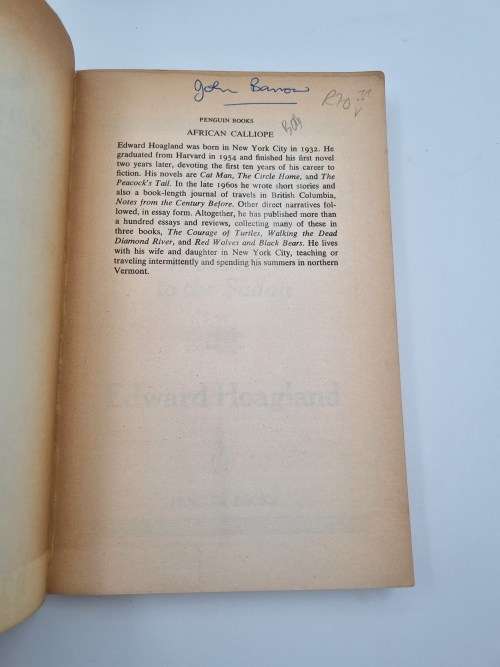 John Barrow
PENGUIN BOOKS
AFRICAN CALLIOPE
Edward Hoagland was born in New York City in 1932. He
graduated from Harvard in 1954 and finished his first novel
two years later, devoting the first ten years of his career to
fiction. His novels are Cat Man, The Circle Home, and The
Peacock's Tail. In the late 1960s he wrote short stories and
also a book-length journal of travels in British Columbia,
Notes from the Century Before. Other direct narratives fol-
lowed, in essay form. Altogether, he has published more than
a hundred essays and reviews, collecting many of these in
three books, The Courage of Turtles, Walking the Dead
Diamond River, and Red Wolves and Black Bears. He lives
with his wife and daughter in New York City, teaching or
traveling intermittently and spending his summers in northern
Vermont.
Edward Hoagland